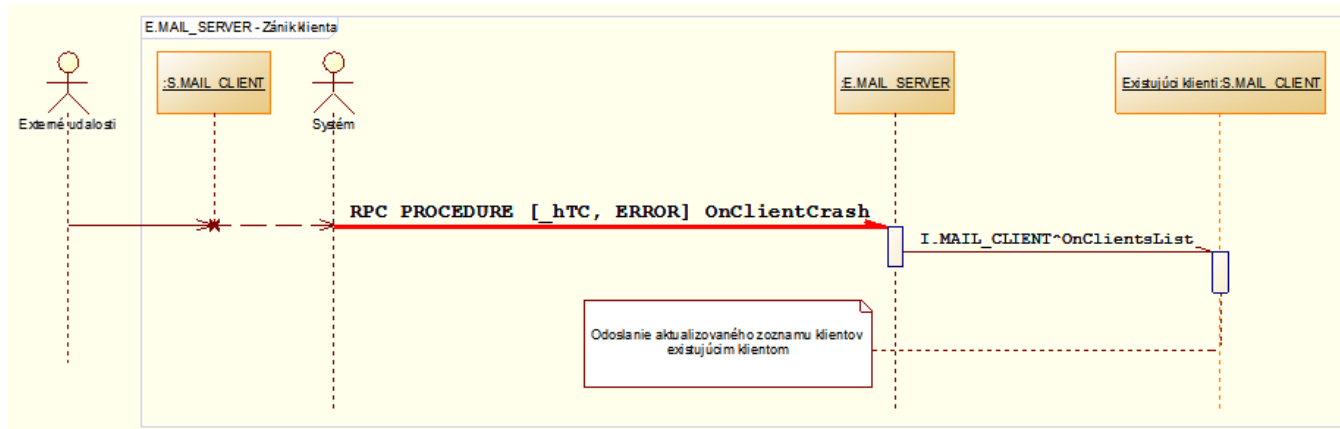 E.MAIL_SERVER - Zánik klienta
:S.MAIL_CLIENT
:E.MAIL_SERVER
Existujúci klienti:S.MAIL_CLIENT
Externé udalosti
Systém
RPC PROCEDURE [_hTC, ERROR] OnClientCrash
I.MAIL_CLIENT^OnClientsList
Odoslanie aktualizovaného zoznamu klientov
existujúcim klientom